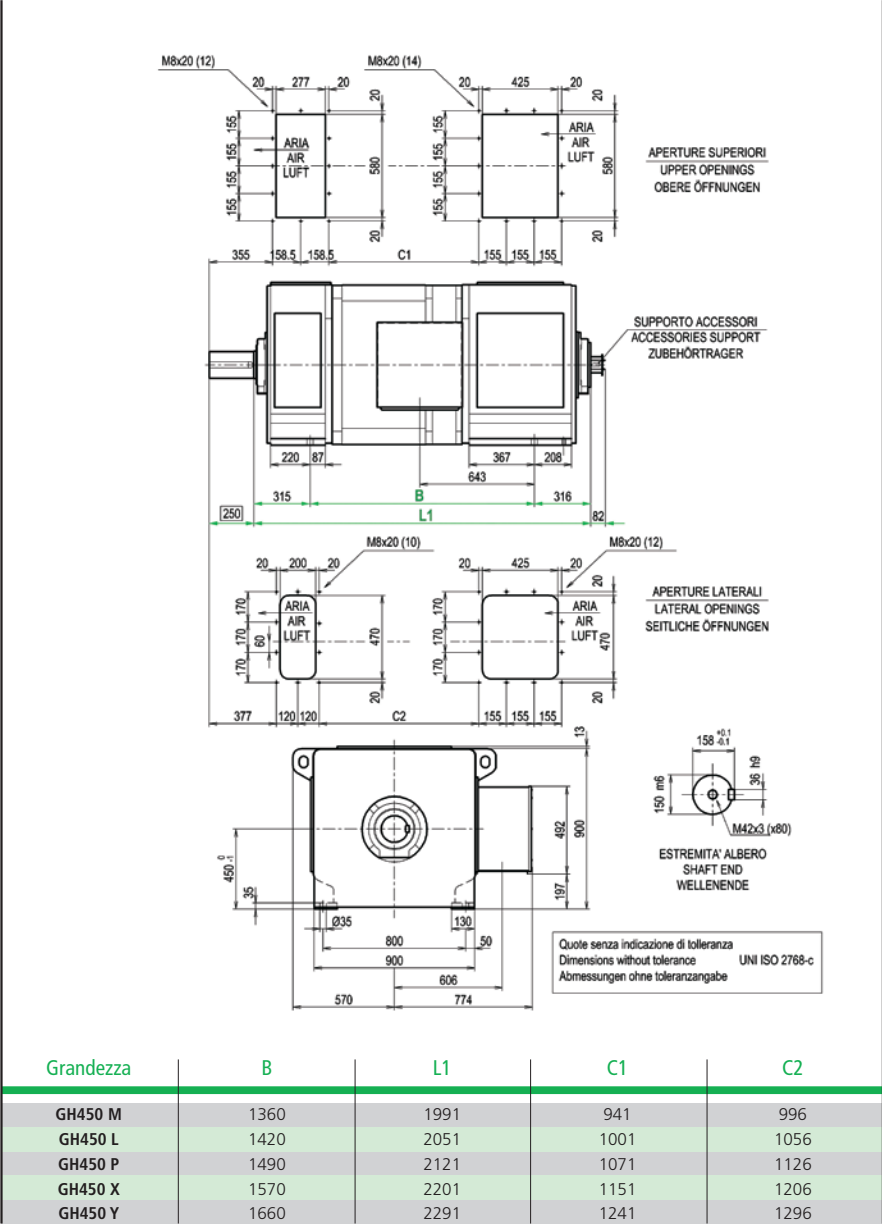 M8x20 (12)
M8x20 (14)
20 277 20
20 425 20
20
20
155
155
155
155
155
155
155
155
ARIA
AIR
LUFT
580
ARIA
AIR
LUFT
580
20
20
APERTURE SUPERIORI
UPPER OPENINGS
OBERE ÖFFNUNGEN
355 158.5 158.5 C1 155 155 155
SUPPORTO ACCESSORI
ACCESSORIES SUPPORT
ZUBEHÖRTRAGER
220 87 367 208
643
315 B 316
250 L1 82
M8x20 (10)
M8x20 (12)
20 200 20
20 425 20
20
170
170
170
60
ARIA
AIR
LUFT
470
20
170
170
170
ARIA
AIR
LUFT
470
20
APERTURE LATERALI
LATERAL OPENINGS
SEITLICHE ÖFFNUNGEN
377 120 120 C2 155 155 155
13
492
900
197
450 0 -1
35
Ø35
130
800 50
900
606
570 774
158 +0.1 -0.1
150 m6
36 h9
M42x3 (x80)
ESTREMITA' ALBERO
SHAFT END
WELLENENDE
Quote senza indicazione di tolleranza
Dimensions without tolerance UNI ISO 2768-c
Abmessungen ohne toleranzangabe
Grandezza B L1 C1 C2
GH450 M 1360 1991 941 996
GH450 L 1420 2051 1001 1056
GH450 P 1490 2121 1071 1126
GH450 X 1570 2201 1151 1206
GH450 Y 1660 2291 1241 1296